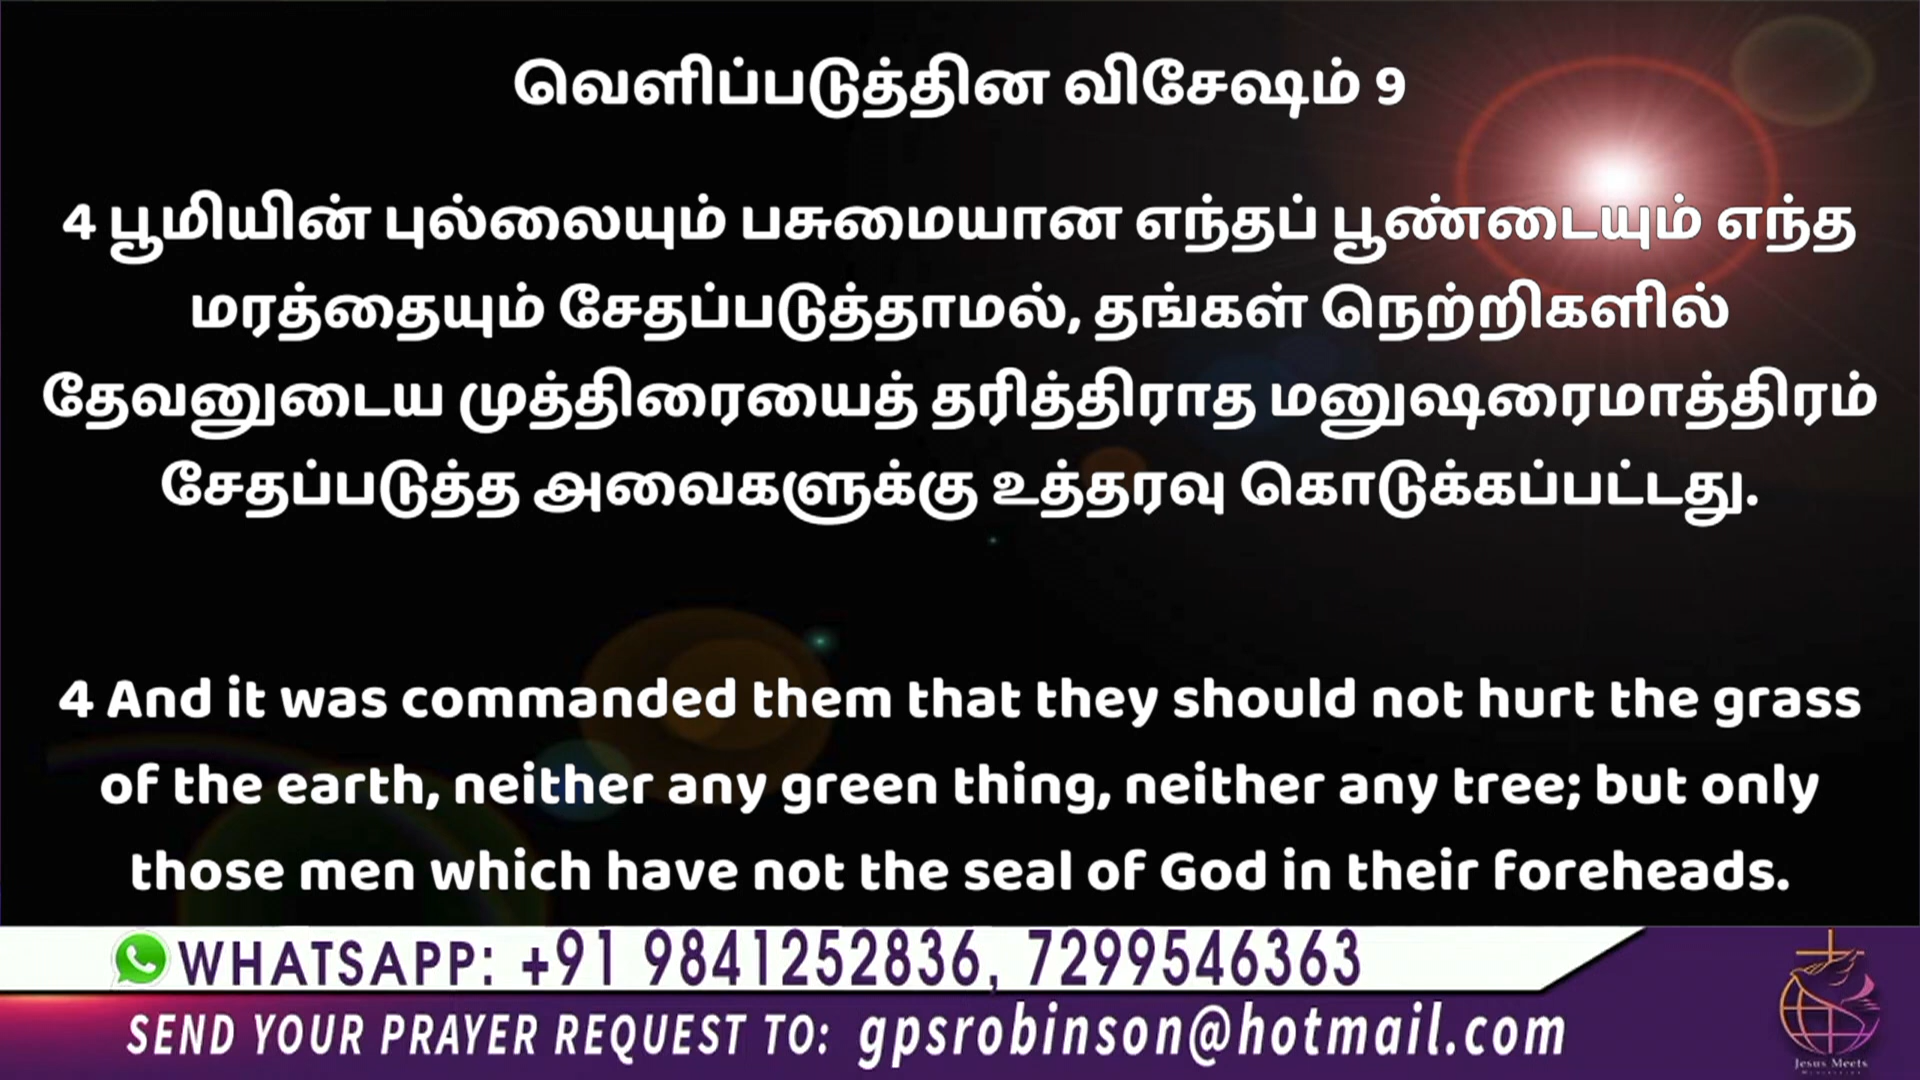 வெளிப்படுத்தின விசேஷம் 9
4 பூமியின் புல்லையும் பசுமையான எந்தப் பூண்டையும் எந்த
மரத்தையும் சேதப்படுத்தாமல், தங்கள் நெற்றிகளில்
தேவனுடைய முத்திரையைத் தரித்திராத மனுஷரைமாத்திரம்
சேதப்படுத்த அவைகளுக்கு உத்தரவு கொடுக்கப்பட்டது.
4 And it was commanded them that they should not hurt the grass
of the earth, neither any green thing, neither any tree; but only
those men which have not the seal of God in their foreheads.
WHATSAPP: +91 9841252836, 7299546363
SEND YOUR PRAYER REQUEST TO: gpsrobinson@hotmail.com
Jesus Meets